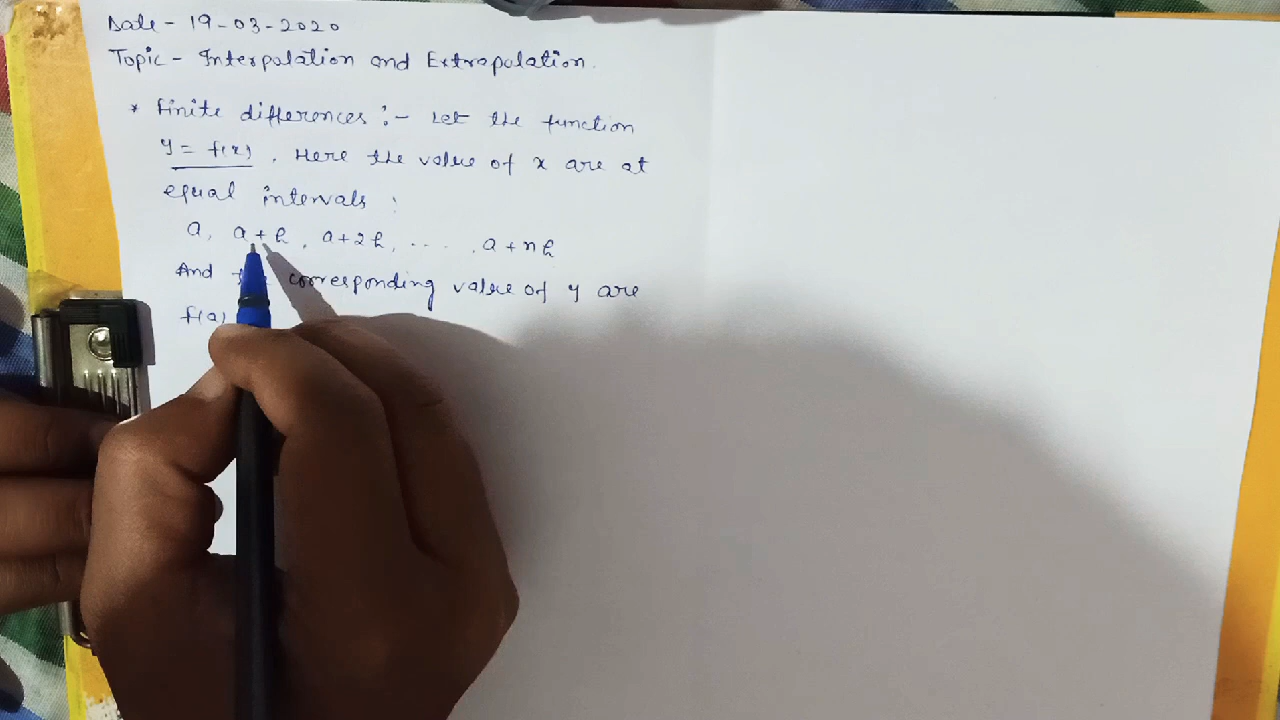 Date - 19-03-2020
Topic - Interpolation and Extrapolation.
* Finite differences :- Let the function
y = f(x) . Here the value of x are at
equal intervals :
a, a+h, a+2h, ...., a+nh
And corresponding value of y are
f(a)